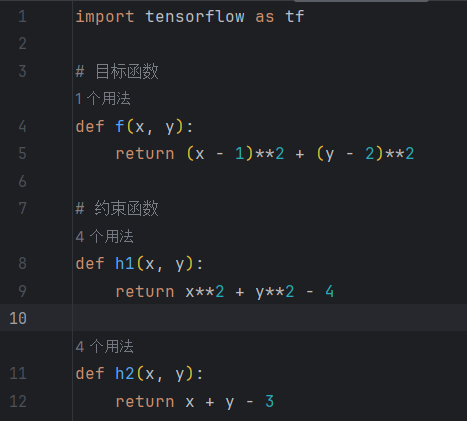 1 import tensorflow as tf
2
3 # 目标函数
1 个用法
4 def f(x, y):
5     return (x - 1)**2 + (y - 2)**2
6
7 # 约束函数
4 个用法
8 def h1(x, y):
9     return x**2 + y**2 - 4
10
4 个用法
11 def h2(x, y):
12     return x + y - 3